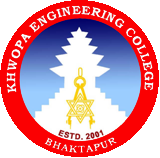 KHWOPA ENGINEERING COLLEGE
ESTD. 2001
BHAKTAPUR